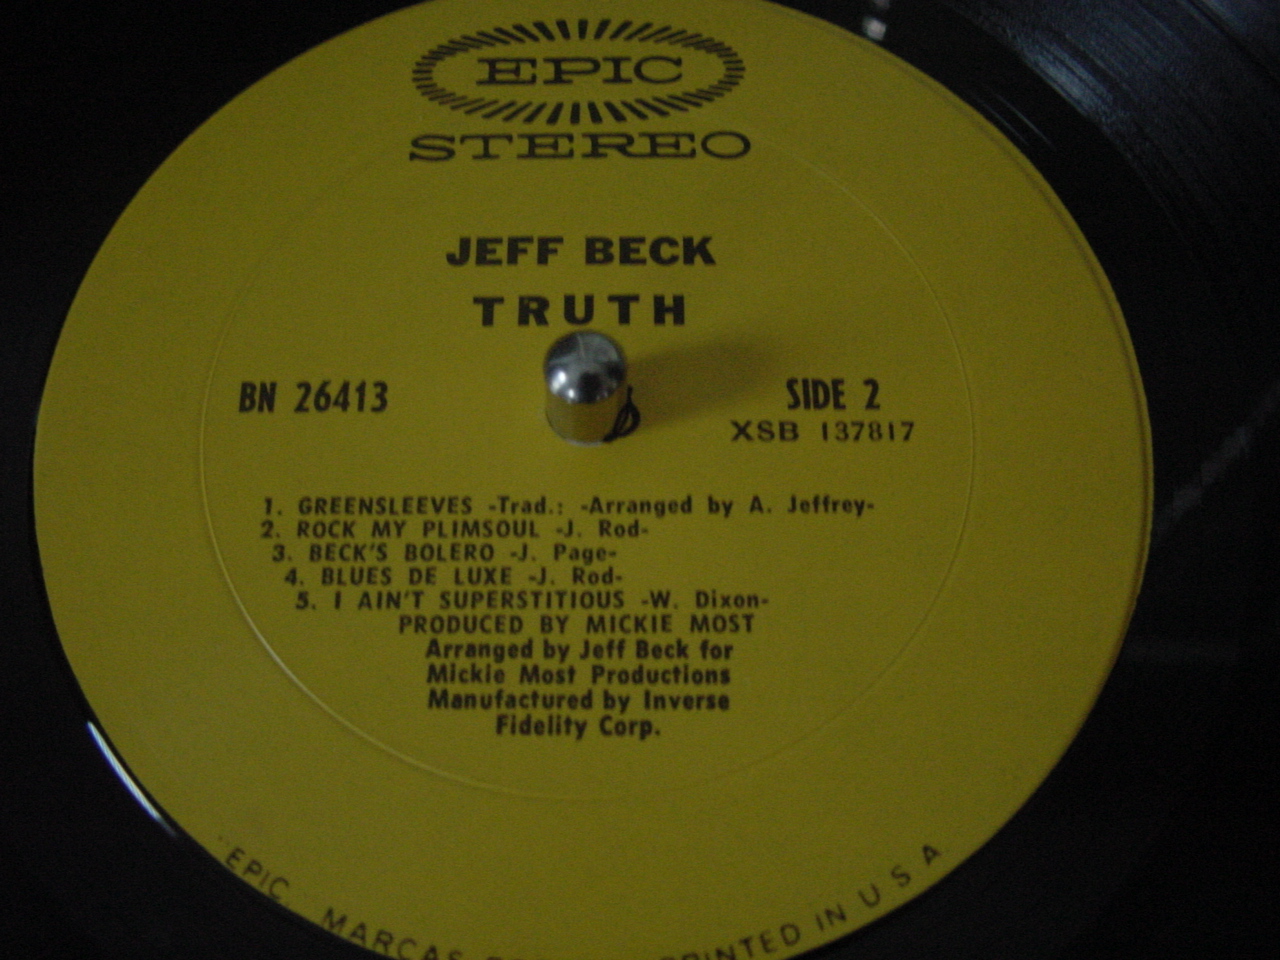 EPIC
STEREO
JEFF BECK
TRUTH
BN 26413
SIDE 2
XSB 137817
1. GREENSLEEVES -Trad.: -Arranged by A. Jeffrey-
2. ROCK MY PLIMSOUL -J. Rod-
3. BECK'S BOLERO -J. Page-
4. BLUES DE LUXE -J. Rod-
5. I AIN'T SUPERSTITIOUS -W. Dixon-
PRODUCED BY MICKIE MOST
Arranged by Jeff Beck for
Mickie Most Productions
Manufactured by Inverse
Fidelity Corp.
"EPIC, MARCAS PRINTED IN U S A